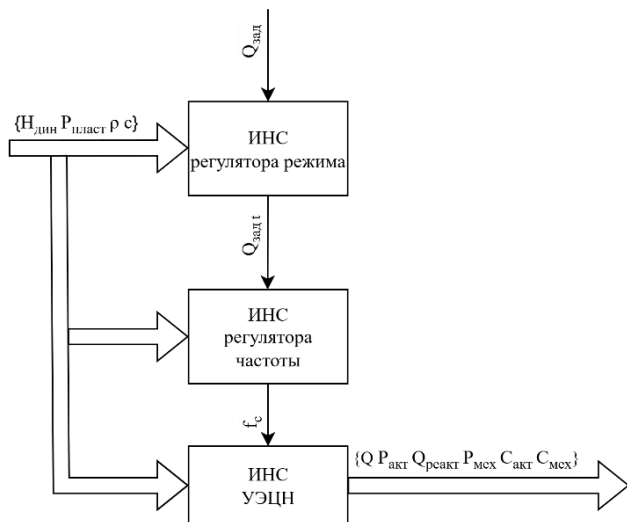 Qзад
{Hдин Pпласт ρ c}
ИНС
регулятора режима
Qзад t
ИНС
регулятора
частоты
fc
ИНС
УЭЦН
{Q Pакт Qреакт Pмех Cакт Cмех}